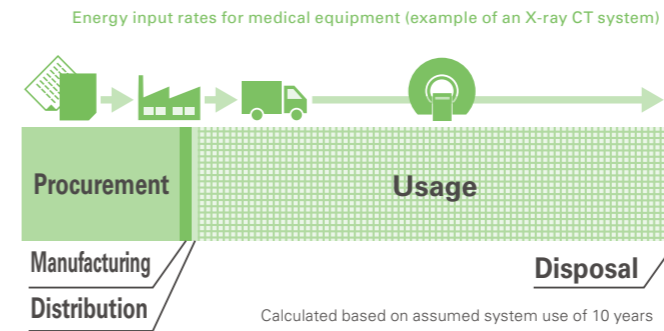 Energy input rates for medical equipment (example of an X-ray CT system)
Procurement
Usage
Manufacturing
Disposal
Distribution
Calculated based on assumed system use of 10 years